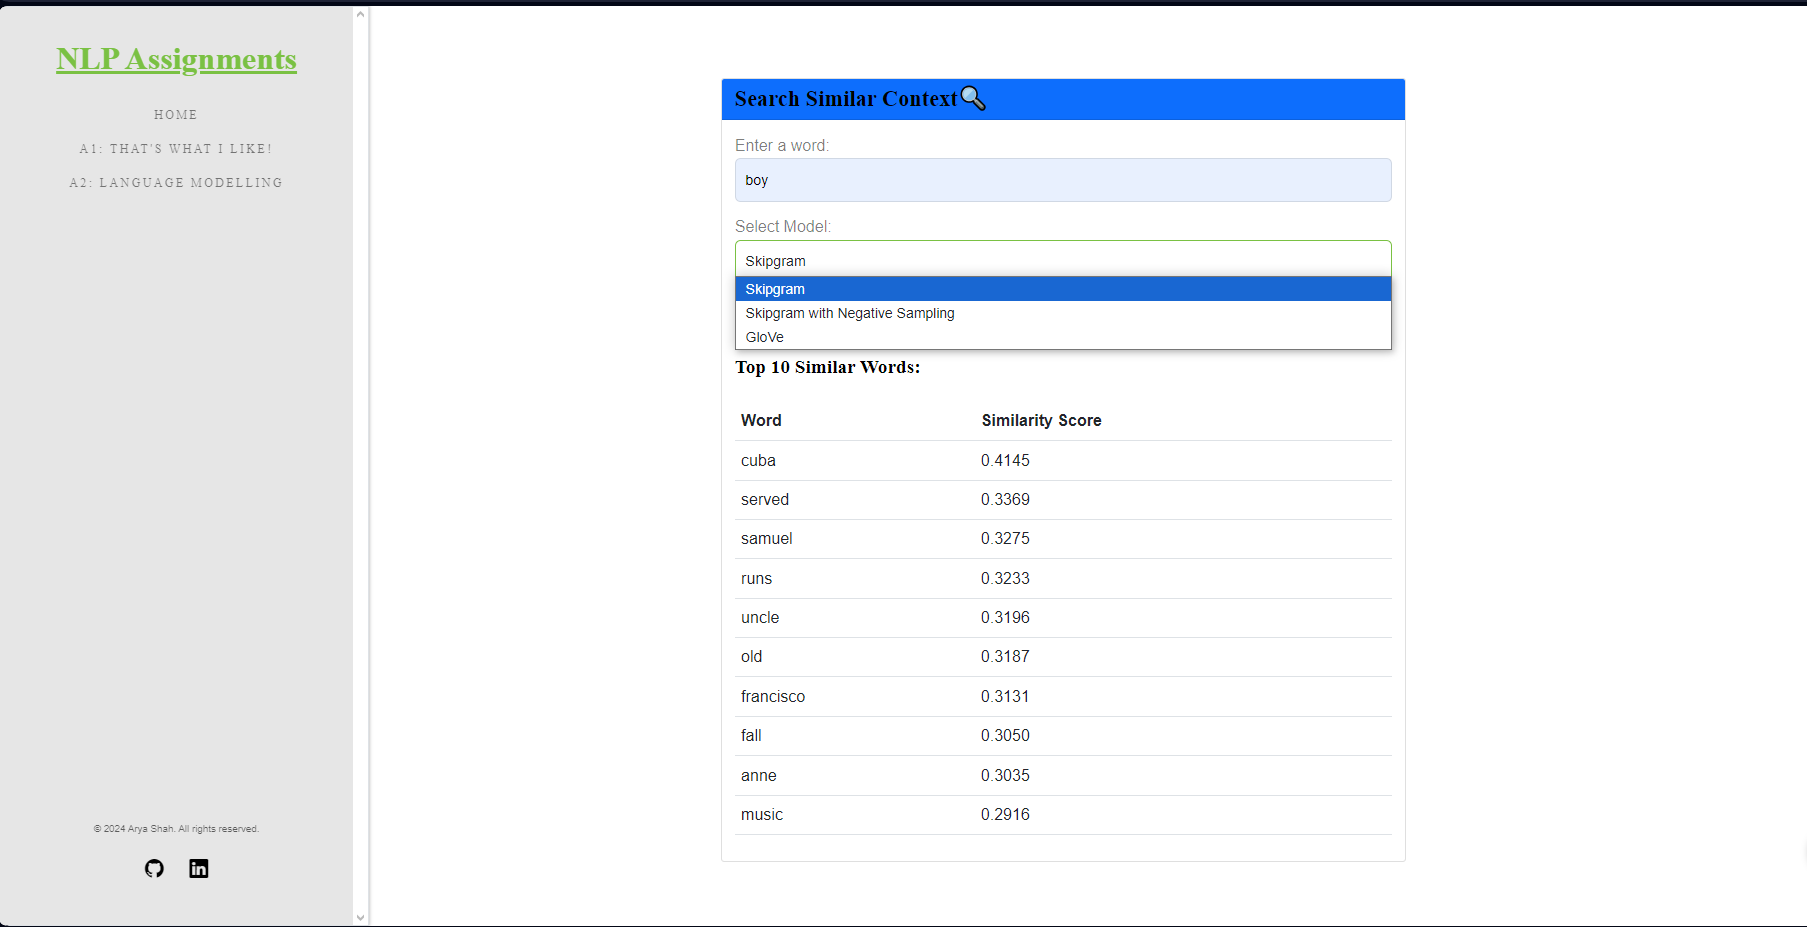 NLP Assignments
HOME
A1: THAT'S WHAT I LIKE!
A2: LANGUAGE MODELLING
© 2024 Arya Shah. All rights reserved.
Search Similar Context
Enter a word:
boy
Select Model:
Skipgram
Skipgram
Skipgram with Negative Sampling
GloVe
Top 10 Similar Words:
Word Similarity Score
cuba 0.4145
served 0.3369
samuel 0.3275
runs 0.3233
uncle 0.3196
old 0.3187
francisco 0.3131
fall 0.3050
anne 0.3035
music 0.2916